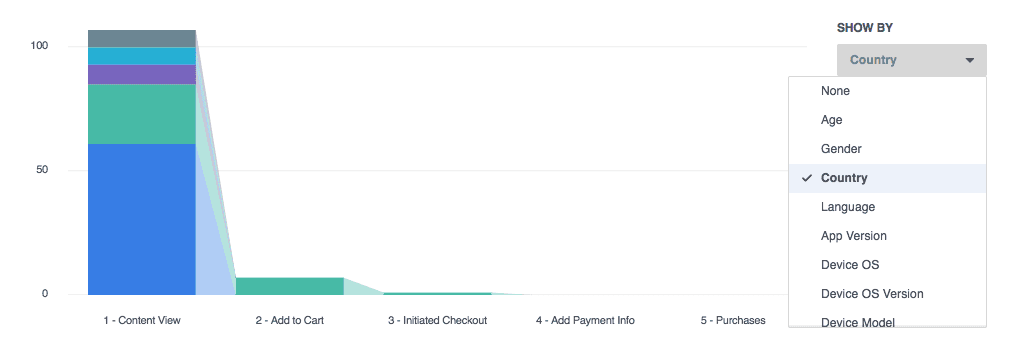 100
50
0
1 - Content View
2 - Add to Cart
3 - Initiated Checkout
4 - Add Payment Info
5 - Purchases
SHOW BY
Country
None
Age
Gender
Country
Language
App Version
Device OS
Device OS Version
Device Model